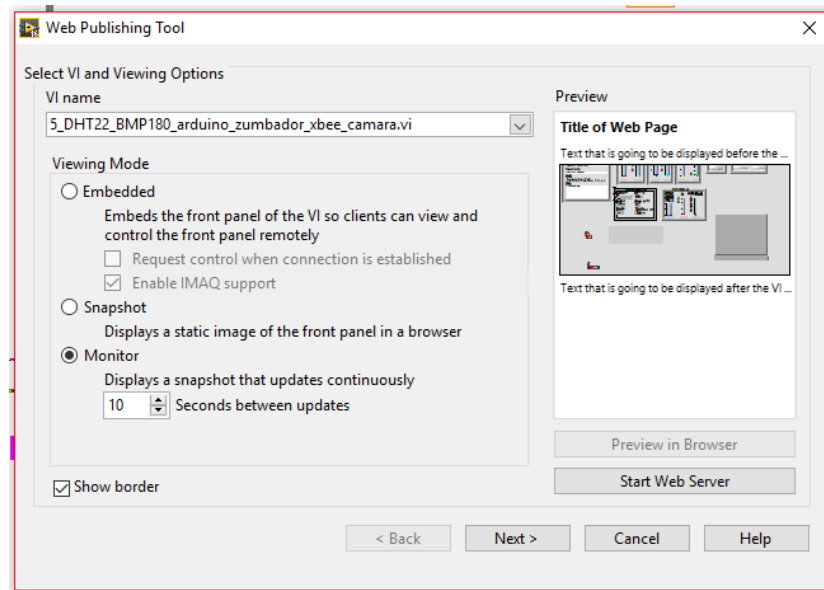 Web Publishing Tool
Select VI and Viewing Options
VI name
5_DHT22_BMP180_arduino_zumbador_xbee_camara.vi
Viewing Mode
Embedded
Embeds the front panel of the VI so clients can view and
control the front panel remotely
Request control when connection is established
Enable IMAQ support
Snapshot
Displays a static image of the front panel in a browser
Monitor
Displays a snapshot that updates continuously
10 Seconds between updates
Show border
Preview
Title of Web Page
Text that is going to be displayed before the ...
Text that is going to be displayed after the VI ...
Preview in Browser
Start Web Server
< Back
Next >
Cancel
Help